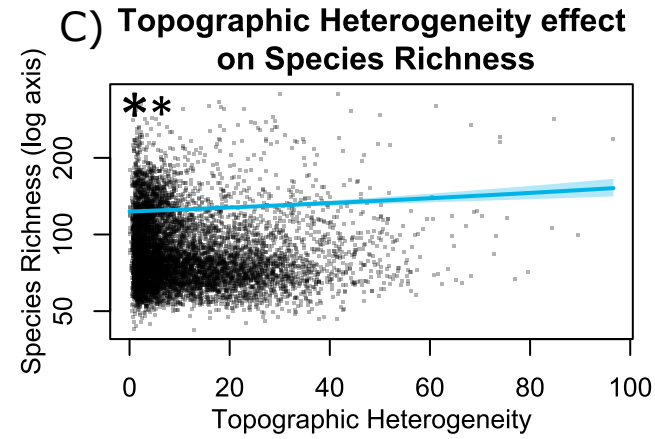 C) Topographic Heterogeneity effect
on Species Richness
**
Species Richness (log axis)
200
100
50
0 20 40 60 80 100
Topographic Heterogeneity